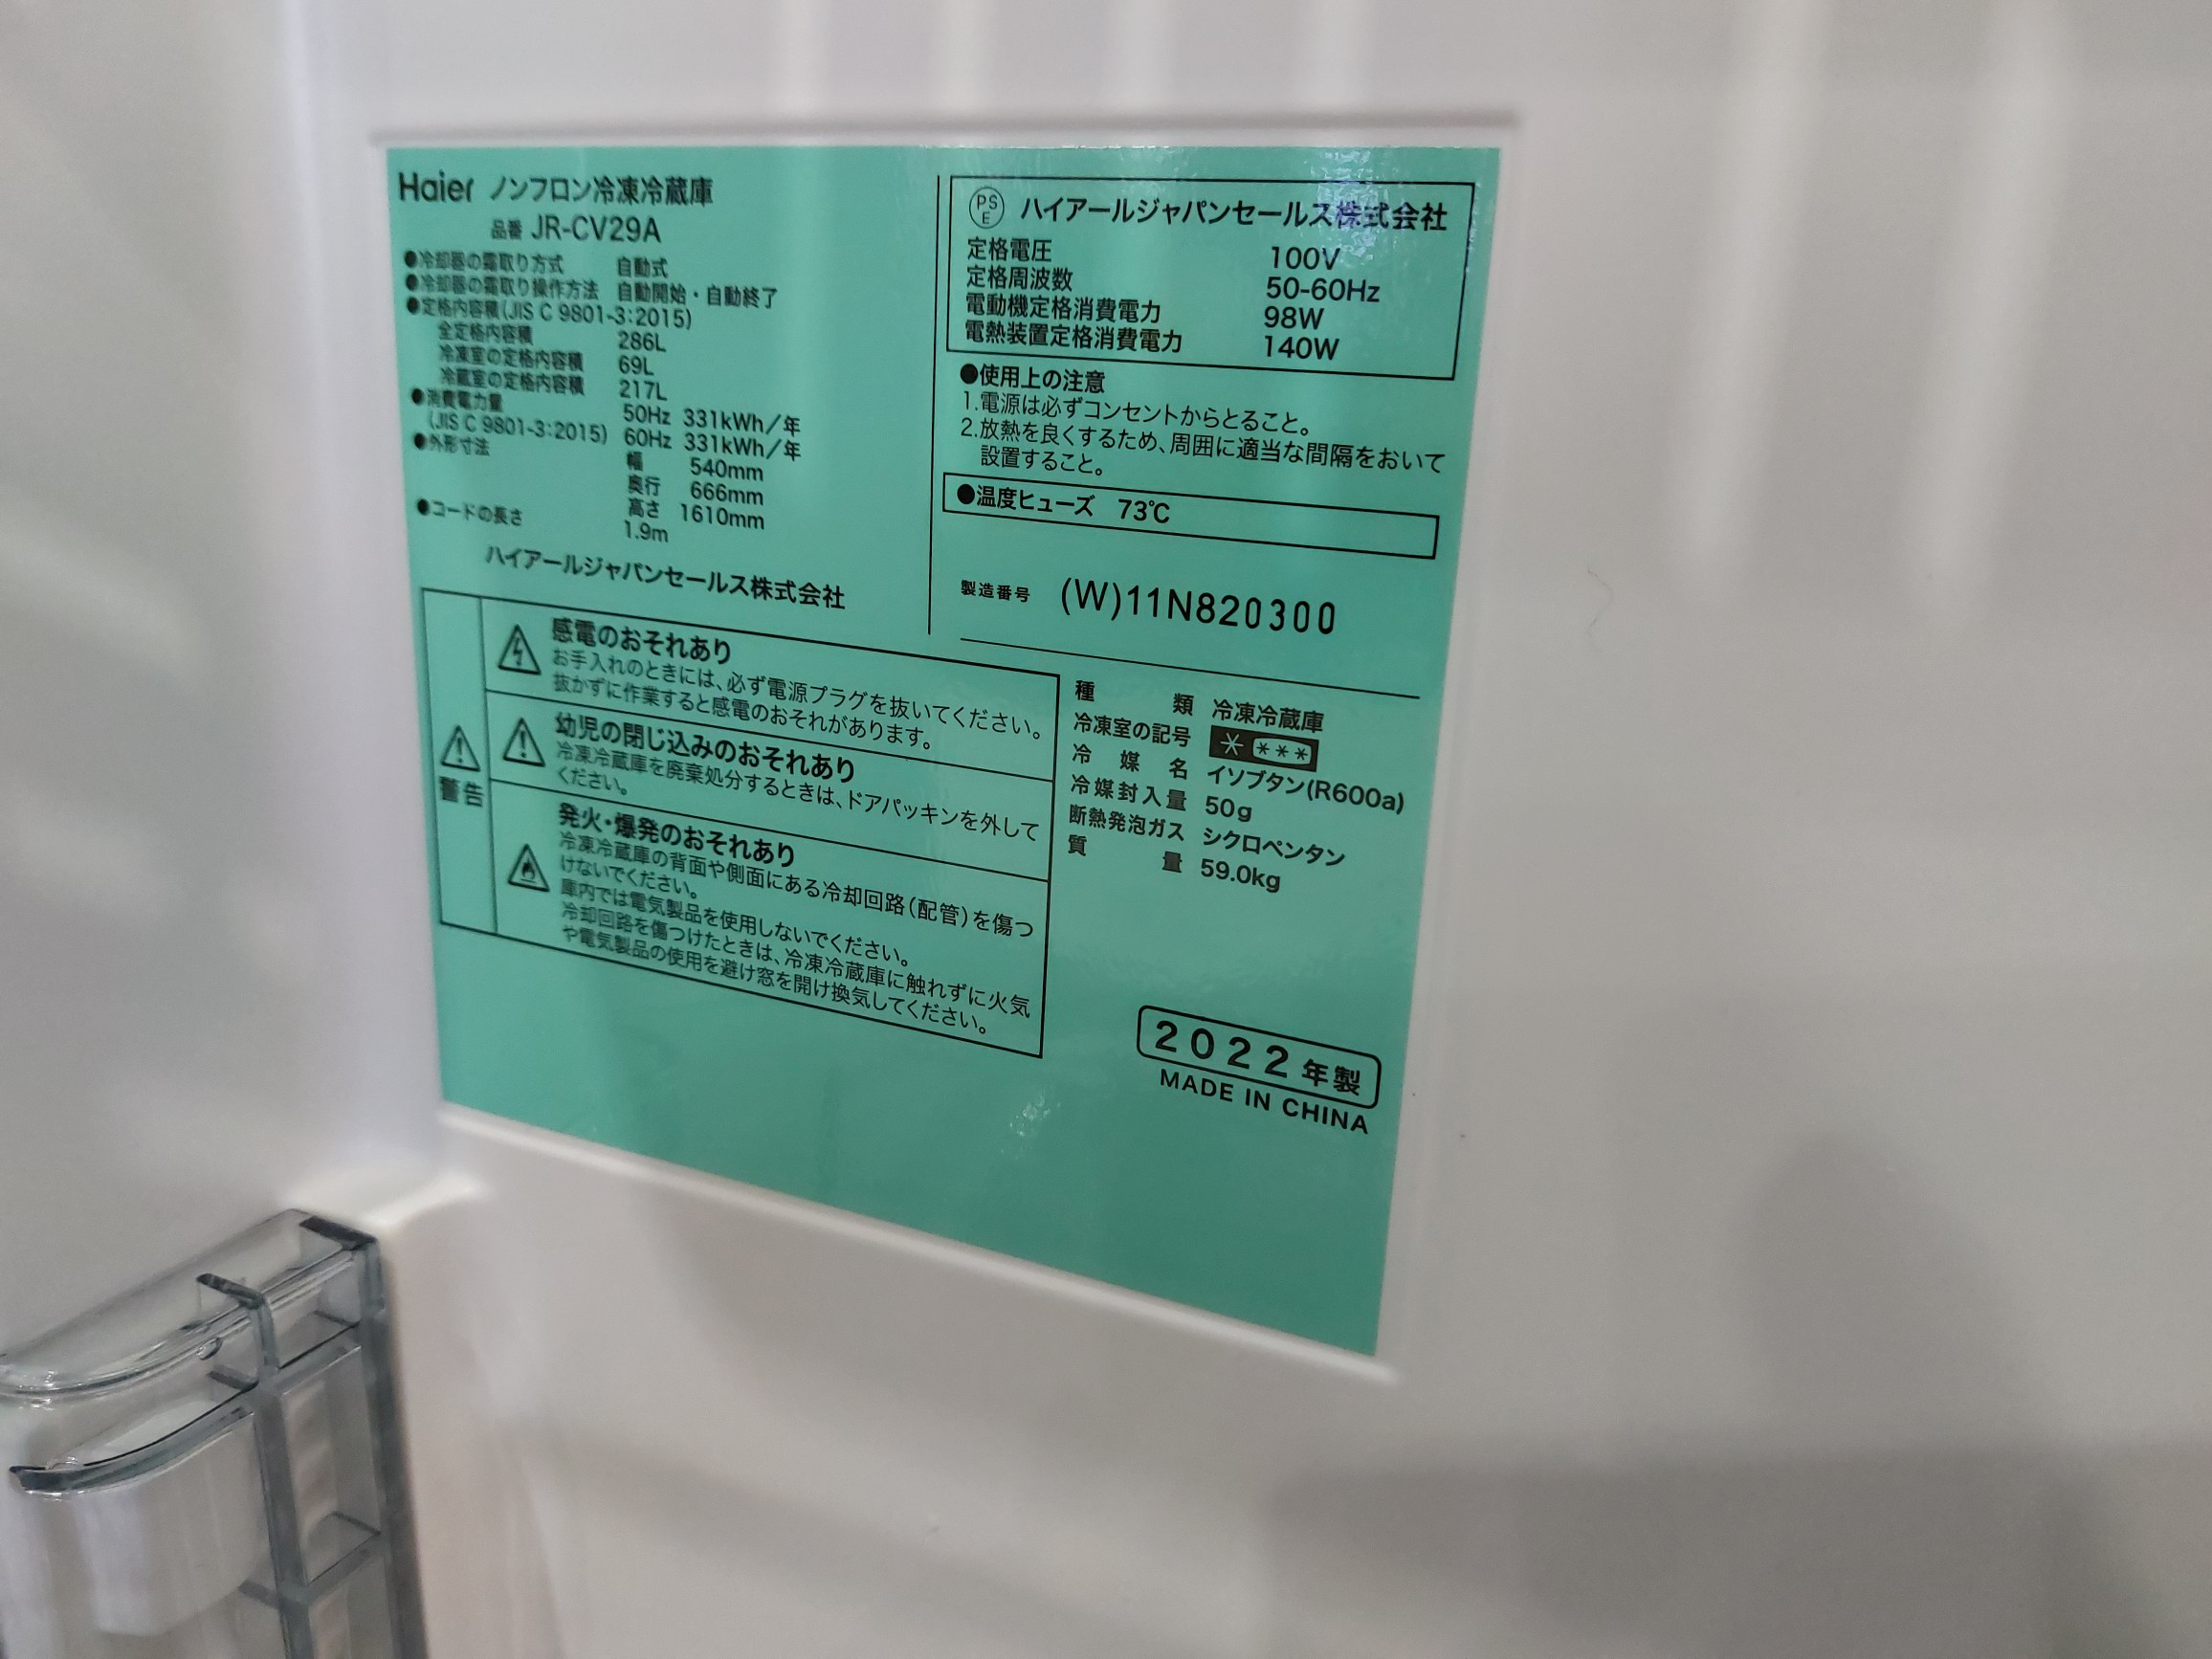 Haier ノンフロン冷凍冷蔵庫
品番 JR-CV29A
●冷却器の霜取り方式 自動式
●冷却器の霜取り操作方法 自動開始・自動終了
●定格内容積(JIS C 9801-3:2015)
全定格内容積 286L
冷凍室の定格内容積 69L
冷蔵室の定格内容積 217L
●消費電力量 50Hz 331kWh/年
(JIS C 9801-3:2015) 60Hz 331kWh/年
●外形寸法 幅 540mm
奥行 666mm
高さ 1610mm
●コードの長さ 1.9m
ハイアールジャパンセールス株式会社
PSE ハイアールジャパンセールス株式会社
定格電圧 100V
定格周波数 50-60Hz
電動機定格消費電力 98W
電熱装置定格消費電力 140W
●使用上の注意
1.電源は必ずコンセントからとること。
2.放熱を良くするため、周囲に適当な間隔をおいて
設置すること。
●温度ヒューズ 73℃
製造番号 (W)11N820300
警告
感電のおそれあり
お手入れのときには、必ず電源プラグを抜いてください。
抜かずに作業すると感電のおそれがあります。
幼児の閉じ込みのおそれあり
冷凍冷蔵庫を廃棄処分するときは、ドアパッキンを外して
ください。
発火・爆発のおそれあり
冷凍冷蔵庫の背面や側面にある冷却回路(配管)を傷つ
けないでください。
庫内では電気製品を使用しないでください。
冷却回路を傷つけたときは、冷凍冷蔵庫に触れずに火気
や電気製品の使用を避け窓を開け換気してください。
種類 冷凍冷蔵庫
冷凍室の記号 * ***
冷媒名 イソブタン(R600a)
冷媒封入量 50g
断熱発泡ガス シクロペンタン
質量 59.0kg
2022年製
MADE IN CHINA